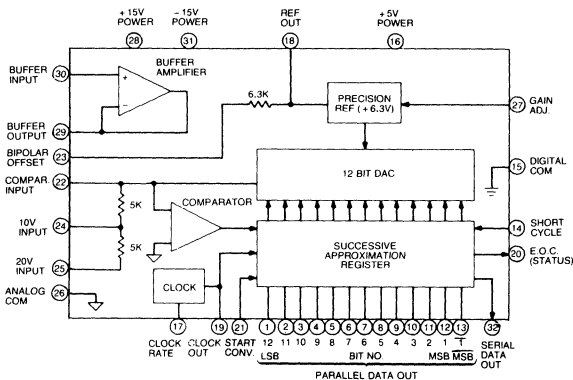 + 15V POWER
- 15V POWER
REF OUT
+5V POWER
28
31
18
16
BUFFER INPUT
30
+
−
BUFFER AMPLIFIER
BUFFER OUTPUT
29
6.3K
PRECISION REF (+6.3V)
27
GAIN ADJ.
BIPOLAR OFFSET
23
12 BIT DAC
15
DIGITAL COM
COMPAR. INPUT
22
5K
COMPARATOR
10V INPUT
24
5K
SUCCESSIVE APPROXIMATION REGISTER
14
SHORT CYCLE
20
E.O.C. (STATUS)
20V INPUT
25
CLOCK
ANALOG COM
26
17
19
21
1
2
3
4
5
6
7
8
9
10
11
12
13
32
CLOCK RATE
CLOCK OUT
START CONV.
12
11
10
9
8
7
6
5
4
3
2
1
1
SERIAL DATA OUT
LSB
BIT NO.
MSB
MSB
PARALLEL DATA OUT